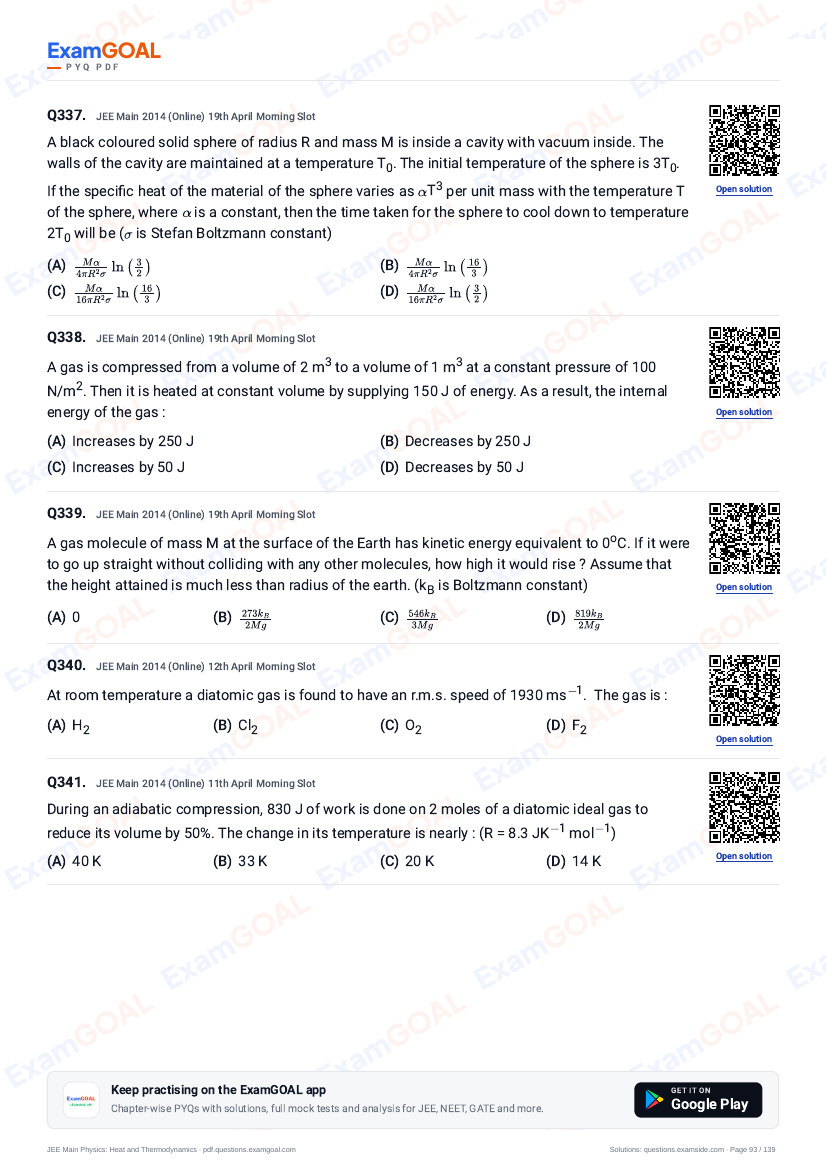 ExamGOAL
PYQ PDF
Q337. JEE Main 2014 (Online) 19th April Morning Slot
A black coloured solid sphere of radius R and mass M is inside a cavity with vacuum inside. The
walls of the cavity are maintained at a temperature T₀. The initial temperature of the sphere is 3T₀.
If the specific heat of the material of the sphere varies as αT³ per unit mass with the temperature T
of the sphere, where α is a constant, then the time taken for the sphere to cool down to temperature
2T₀ will be (σ is Stefan Boltzmann constant)
Open solution
(A) Mα/4πR²σ ln (3/2) (B) Mα/4πR²σ ln (16/3)
(C) Mα/16πR²σ ln (16/3) (D) Mα/16πR²σ ln (3/2)
Q338. JEE Main 2014 (Online) 19th April Morning Slot
A gas is compressed from a volume of 2 m³ to a volume of 1 m³ at a constant pressure of 100
N/m². Then it is heated at constant volume by supplying 150 J of energy. As a result, the internal
energy of the gas :
Open solution
(A) Increases by 250 J (B) Decreases by 250 J
(C) Increases by 50 J (D) Decreases by 50 J
Q339. JEE Main 2014 (Online) 19th April Morning Slot
A gas molecule of mass M at the surface of the Earth has kinetic energy equivalent to 0°C. If it were
to go up straight without colliding with any other molecules, how high it would rise ? Assume that
the height attained is much less than radius of the earth. (k_B is Boltzmann constant)
Open solution
(A) 0 (B) 273k_B/2Mg (C) 546k_B/3Mg (D) 819k_B/2Mg
Q340. JEE Main 2014 (Online) 12th April Morning Slot
At room temperature a diatomic gas is found to have an r.m.s. speed of 1930 ms⁻¹. The gas is :
(A) H₂ (B) Cl₂ (C) O₂ (D) F₂
Open solution
Q341. JEE Main 2014 (Online) 11th April Morning Slot
During an adiabatic compression, 830 J of work is done on 2 moles of a diatomic ideal gas to
reduce its volume by 50%. The change in its temperature is nearly : (R = 8.3 JK⁻¹ mol⁻¹)
(A) 40 K (B) 33 K (C) 20 K (D) 14 K
Open solution
Keep practising on the ExamGOAL app
Chapter-wise PYQs with solutions, full mock tests and analysis for JEE, NEET, GATE and more.
GET IT ON
Google Play
JEE Main Physics: Heat and Thermodynamics · pdf.questions.examgoal.com
Solutions: questions.examside.com · Page 93 / 139